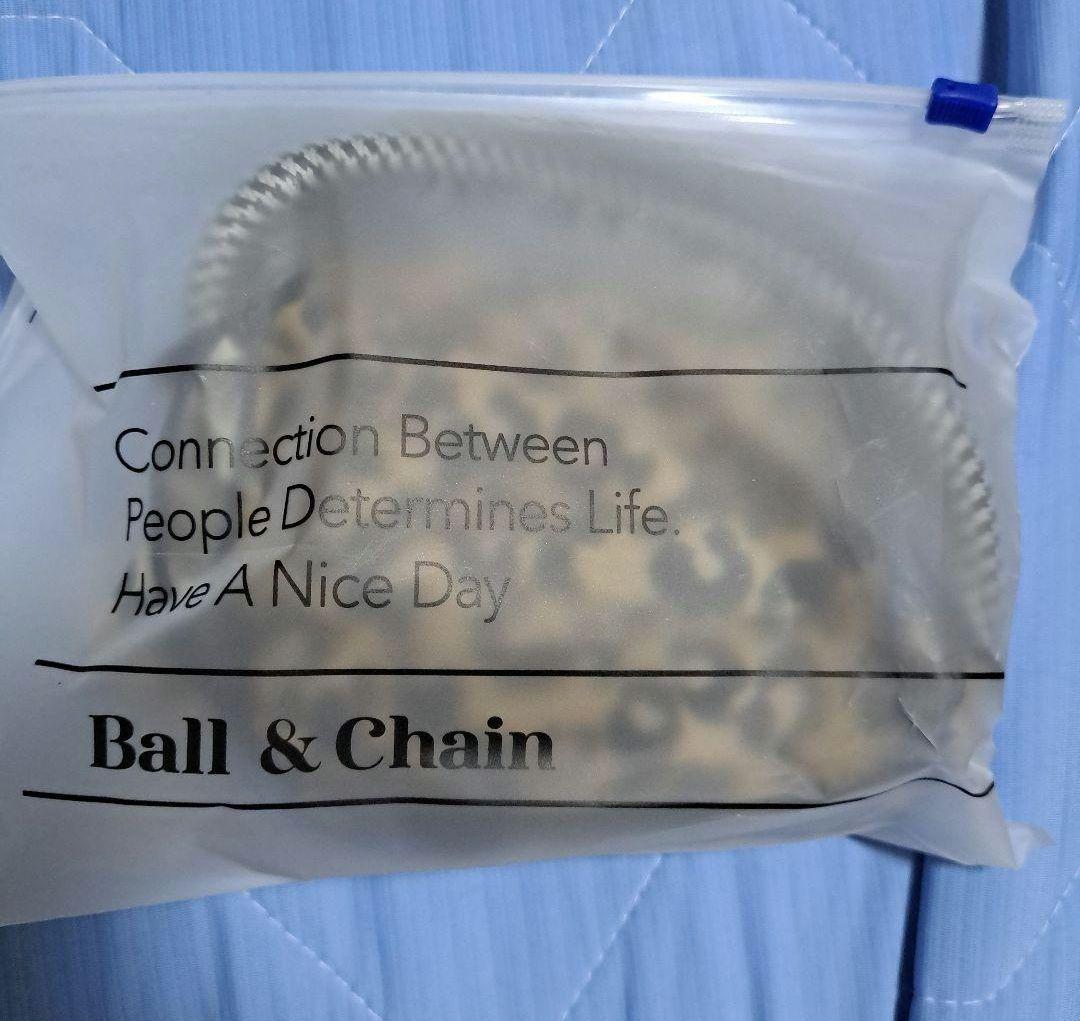 Connection Between
People Determines Life.
Have A Nice Day
Ball & Chain